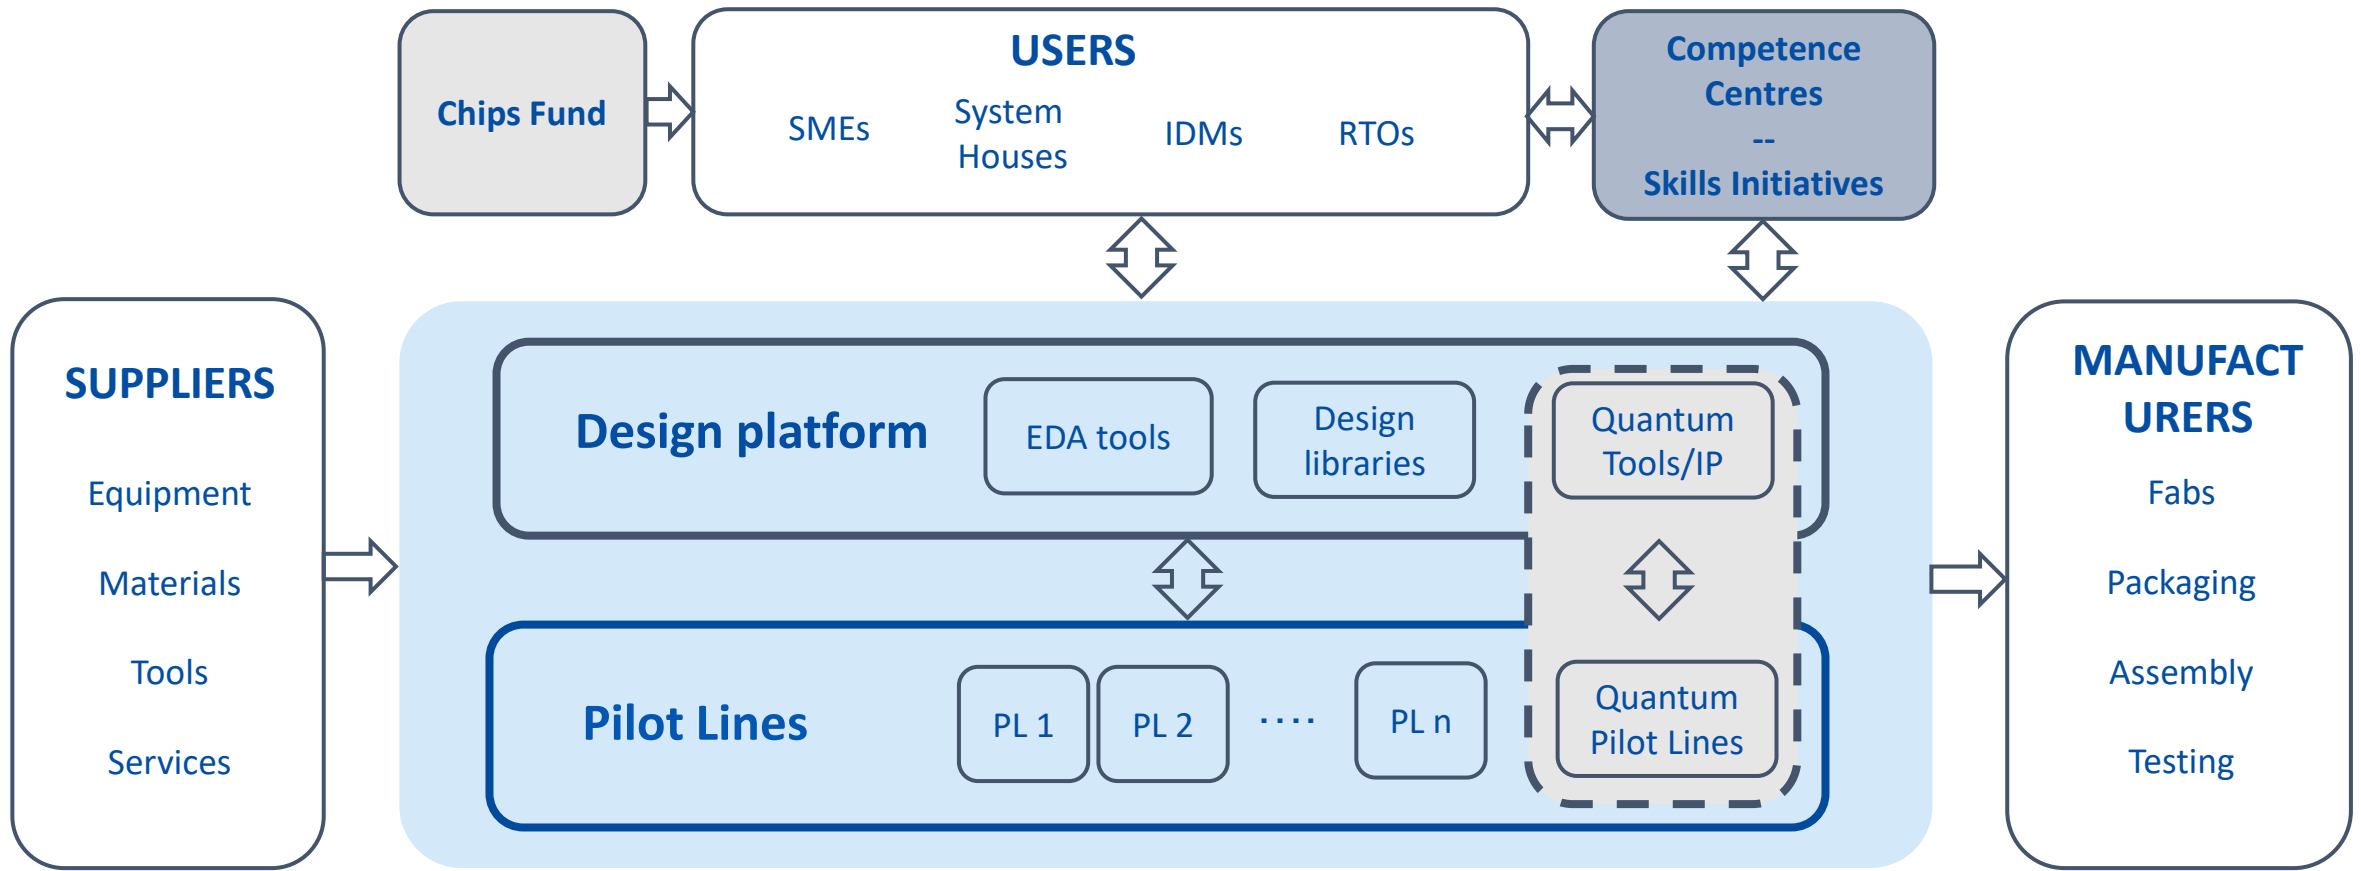 Chips Fund
USERS
SMEs
System
Houses
IDMs
RTOs
Competence
Centres
--
Skills Initiatives
SUPPLIERS
Equipment
Materials
Tools
Services
Design platform
EDA tools
Design
libraries
Quantum
Tools/IP
Pilot Lines
PL 1
PL 2
....
PL n
Quantum
Pilot Lines
MANUFACT
URERS
Fabs
Packaging
Assembly
Testing